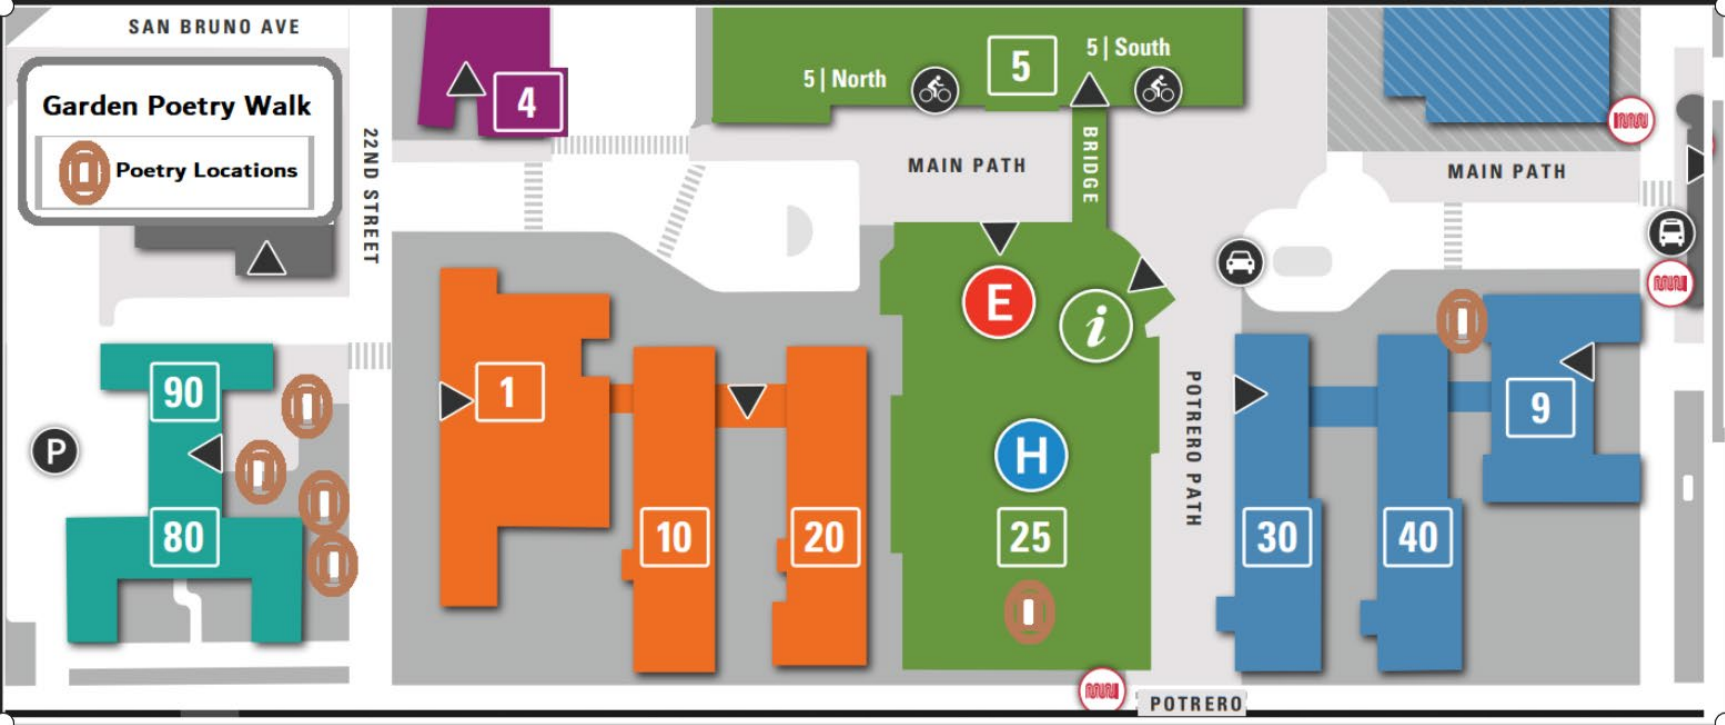 SAN BRUNO AVE
Garden Poetry Walk
Poetry Locations
22ND STREET
4
5 | North
5
5 | South
BRIDGE
MAIN PATH
MAIN PATH
E
i
90
1
9
P
H
POTRERO PATH
80
10
20
25
30
40
POTRERO